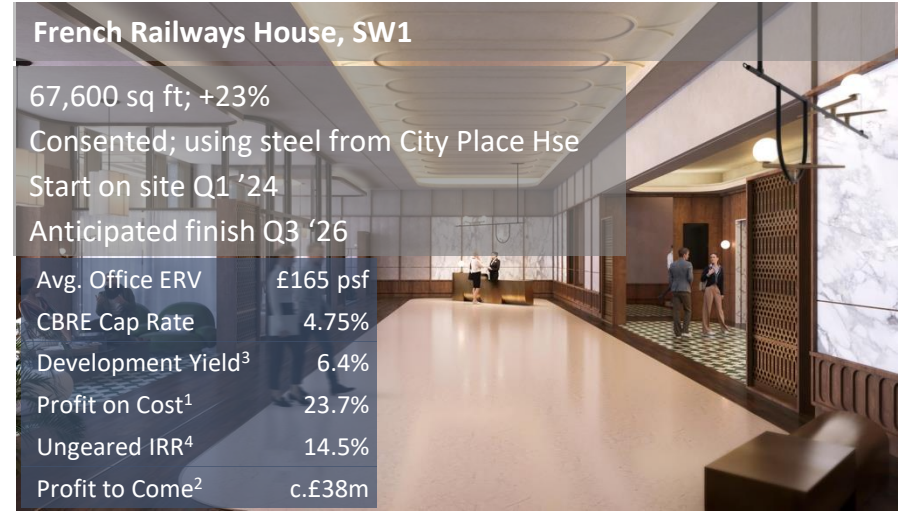 French Railways House, SW1
67,600 sq ft; +23%
Consented; using steel from City Place Hse
Start on site Q1 ’24
Anticipated finish Q3 ‘26
Avg. Office ERV £165 psf
CBRE Cap Rate 4.75%
Development Yield³ 6.4%
Profit on Cost¹ 23.7%
Ungeared IRR⁴ 14.5%
Profit to Come² c.£38m